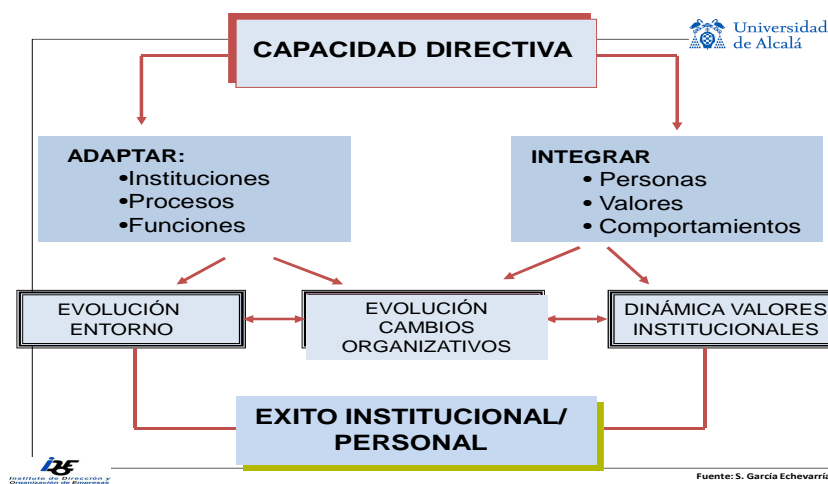 CAPACIDAD DIRECTIVA
Universidad
de Alcalá
ADAPTAR:
•Instituciones
•Procesos
•Funciones
INTEGRAR
• Personas
• Valores
• Comportamientos
EVOLUCIÓN
ENTORNO
EVOLUCIÓN
CAMBIOS
ORGANIZATIVOS
DINÁMICA VALORES
INSTITUCIONALES
EXITO INSTITUCIONAL/
PERSONAL
Instituto de Dirección y
Organización de Empresas
Fuente: S. García Echevarría